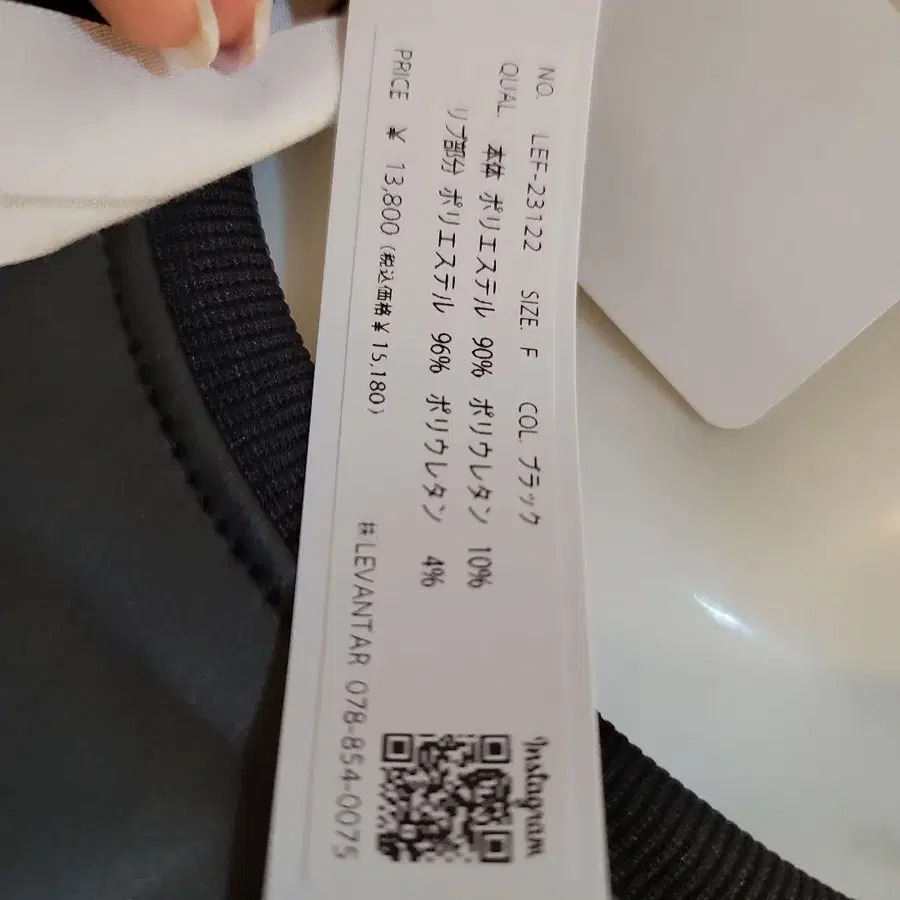 NO. LEF-23122 SIZE. F COL. ブラック
QUAL. 本体 ポリエステル 90% ポリウレタン 10%
リブ部分 ポリエステル 96% ポリウレタン 4%
PRICE ¥ 13,800 (税込価格¥15,180)
㈱LEVANTAR 078-854-0075
Instagram